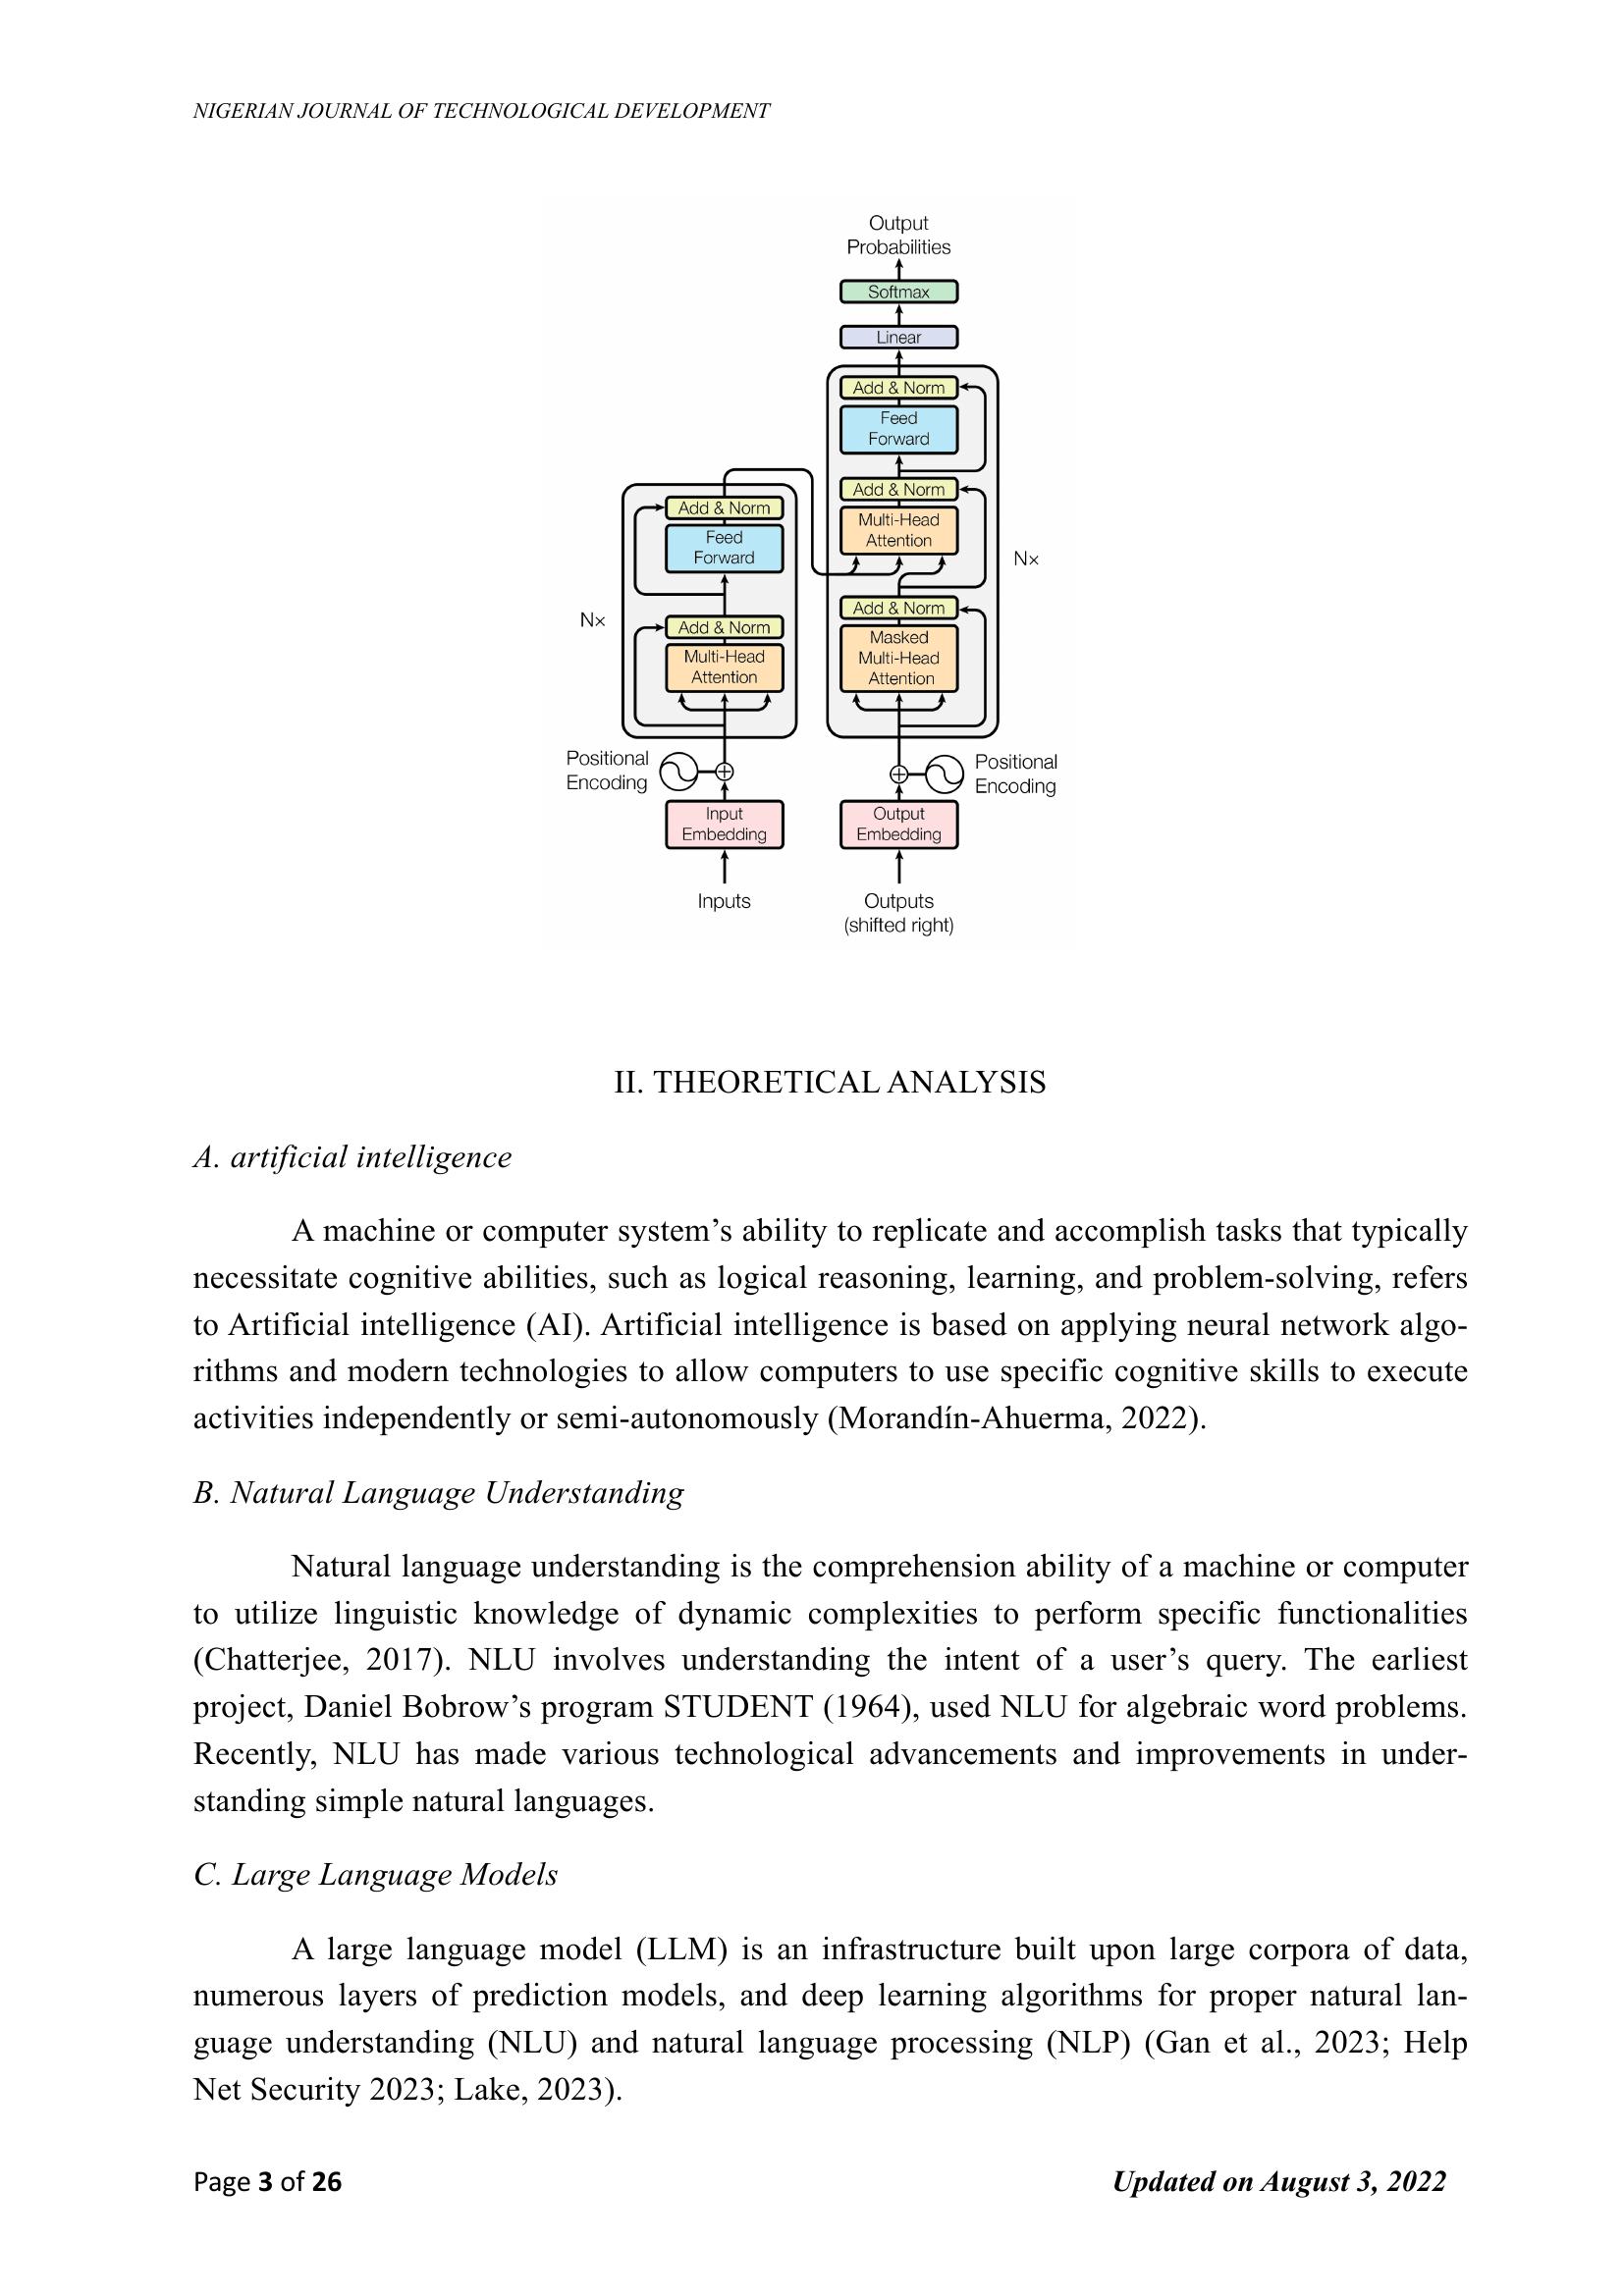 NIGERIAN JOURNAL OF TECHNOLOGICAL DEVELOPMENT
Output
Probabilities
Softmax
Linear
Add & Norm
Feed
Forward
Add & Norm
Multi-Head
Attention
Nx
Add & Norm
Masked
Multi-Head
Attention
Add & Norm
Feed
Forward
Nx
Add & Norm
Multi-Head
Attention
Positional
Encoding
Positional
Encoding
Input
Embedding
Output
Embedding
Inputs
Outputs
(shifted right)
II. THEORETICAL ANALYSIS
A. artificial intelligence
A machine or computer system’s ability to replicate and accomplish tasks that typically
necessitate cognitive abilities, such as logical reasoning, learning, and problem-solving, refers
to Artificial intelligence (AI). Artificial intelligence is based on applying neural network algo-
rithms and modern technologies to allow computers to use specific cognitive skills to execute
activities independently or semi-autonomously (Morandín-Ahuerma, 2022).
B. Natural Language Understanding
Natural language understanding is the comprehension ability of a machine or computer
to utilize linguistic knowledge of dynamic complexities to perform specific functionalities
(Chatterjee, 2017). NLU involves understanding the intent of a user’s query. The earliest
project, Daniel Bobrow’s program STUDENT (1964), used NLU for algebraic word problems.
Recently, NLU has made various technological advancements and improvements in under-
standing simple natural languages.
C. Large Language Models
A large language model (LLM) is an infrastructure built upon large corpora of data,
numerous layers of prediction models, and deep learning algorithms for proper natural lan-
guage understanding (NLU) and natural language processing (NLP) (Gan et al., 2023; Help
Net Security 2023; Lake, 2023).
Page 3 of 26
Updated on August 3, 2022